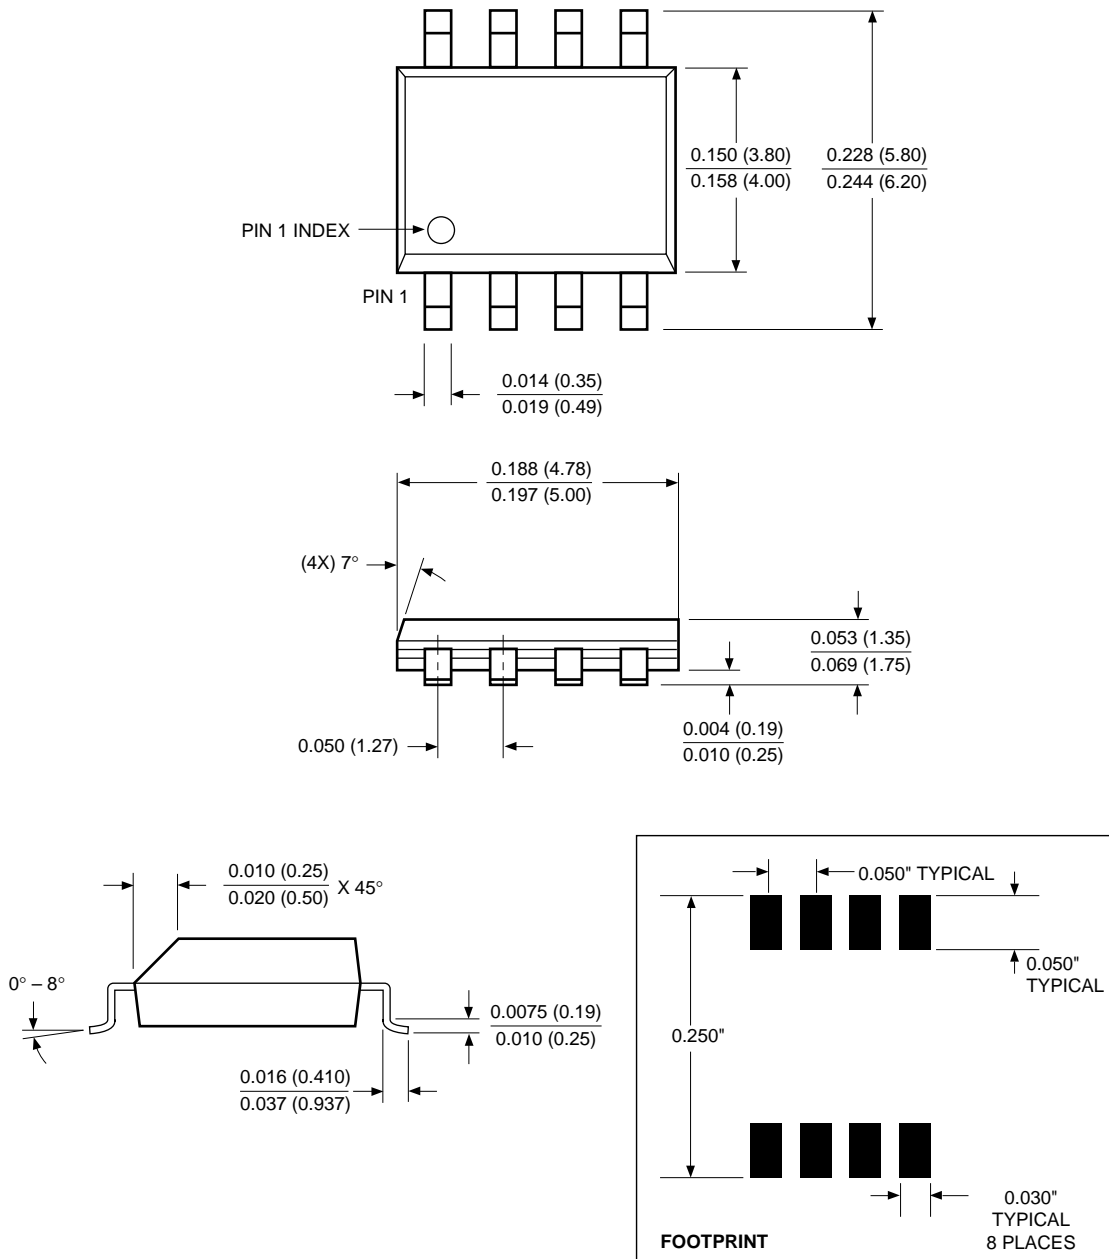 0.150 (3.80)
0.158 (4.00)
0.228 (5.80)
0.244 (6.20)
PIN 1 INDEX
PIN 1
0.014 (0.35)
0.019 (0.49)
0.188 (4.78)
0.197 (5.00)
(4X) 7°
0.053 (1.35)
0.069 (1.75)
0.004 (0.19)
0.010 (0.25)
0.050 (1.27)
0.010 (0.25)
0.020 (0.50)
X 45°
0° – 8°
0.0075 (0.19)
0.010 (0.25)
0.016 (0.410)
0.037 (0.937)
0.050" TYPICAL
0.050"
TYPICAL
0.250"
0.030"
TYPICAL
8 PLACES
FOOTPRINT